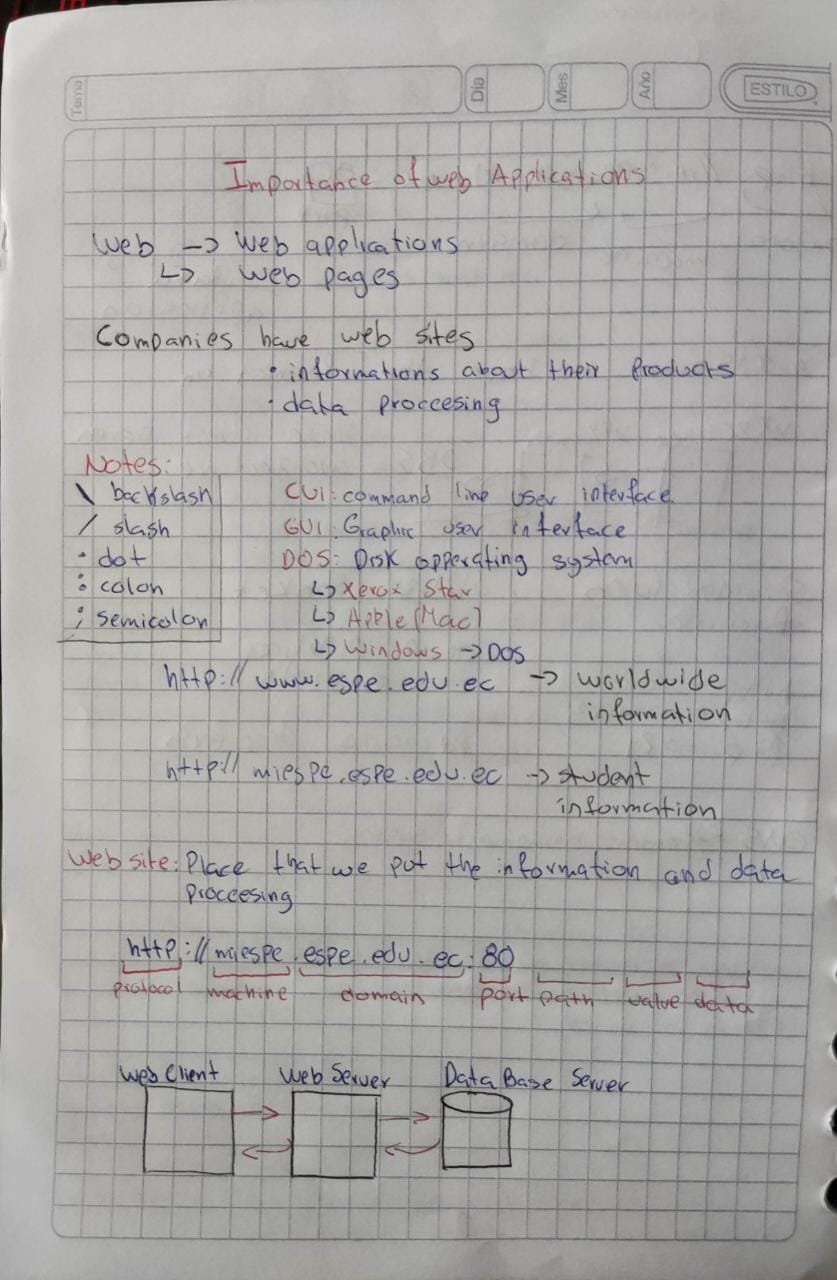 Tema
Día
Mes
Año
ESTILO
Importance of web Applications
Web -> Web applications
↳ web pages
Companies have web sites
• informations about their Products
• data proccesing
Notes:
\ backslash
/ slash
. dot
: colon
; semicolon
CUI: command line user interface
GUI: Graphic user interface
DOS: Disk opperating system
↳ Xerox Star
↳ Apple (Mac)
↳ Windows -> DOS
http:// www.espe.edu.ec -> worldwide
information
http:// miespe.espe.edu.ec -> student
information
Web site: Place that we put the information and data
Proccesing
http:// miespe.espe.edu.ec:80
protocol machine domain port path value data
Web Client Web Server Data Base Server